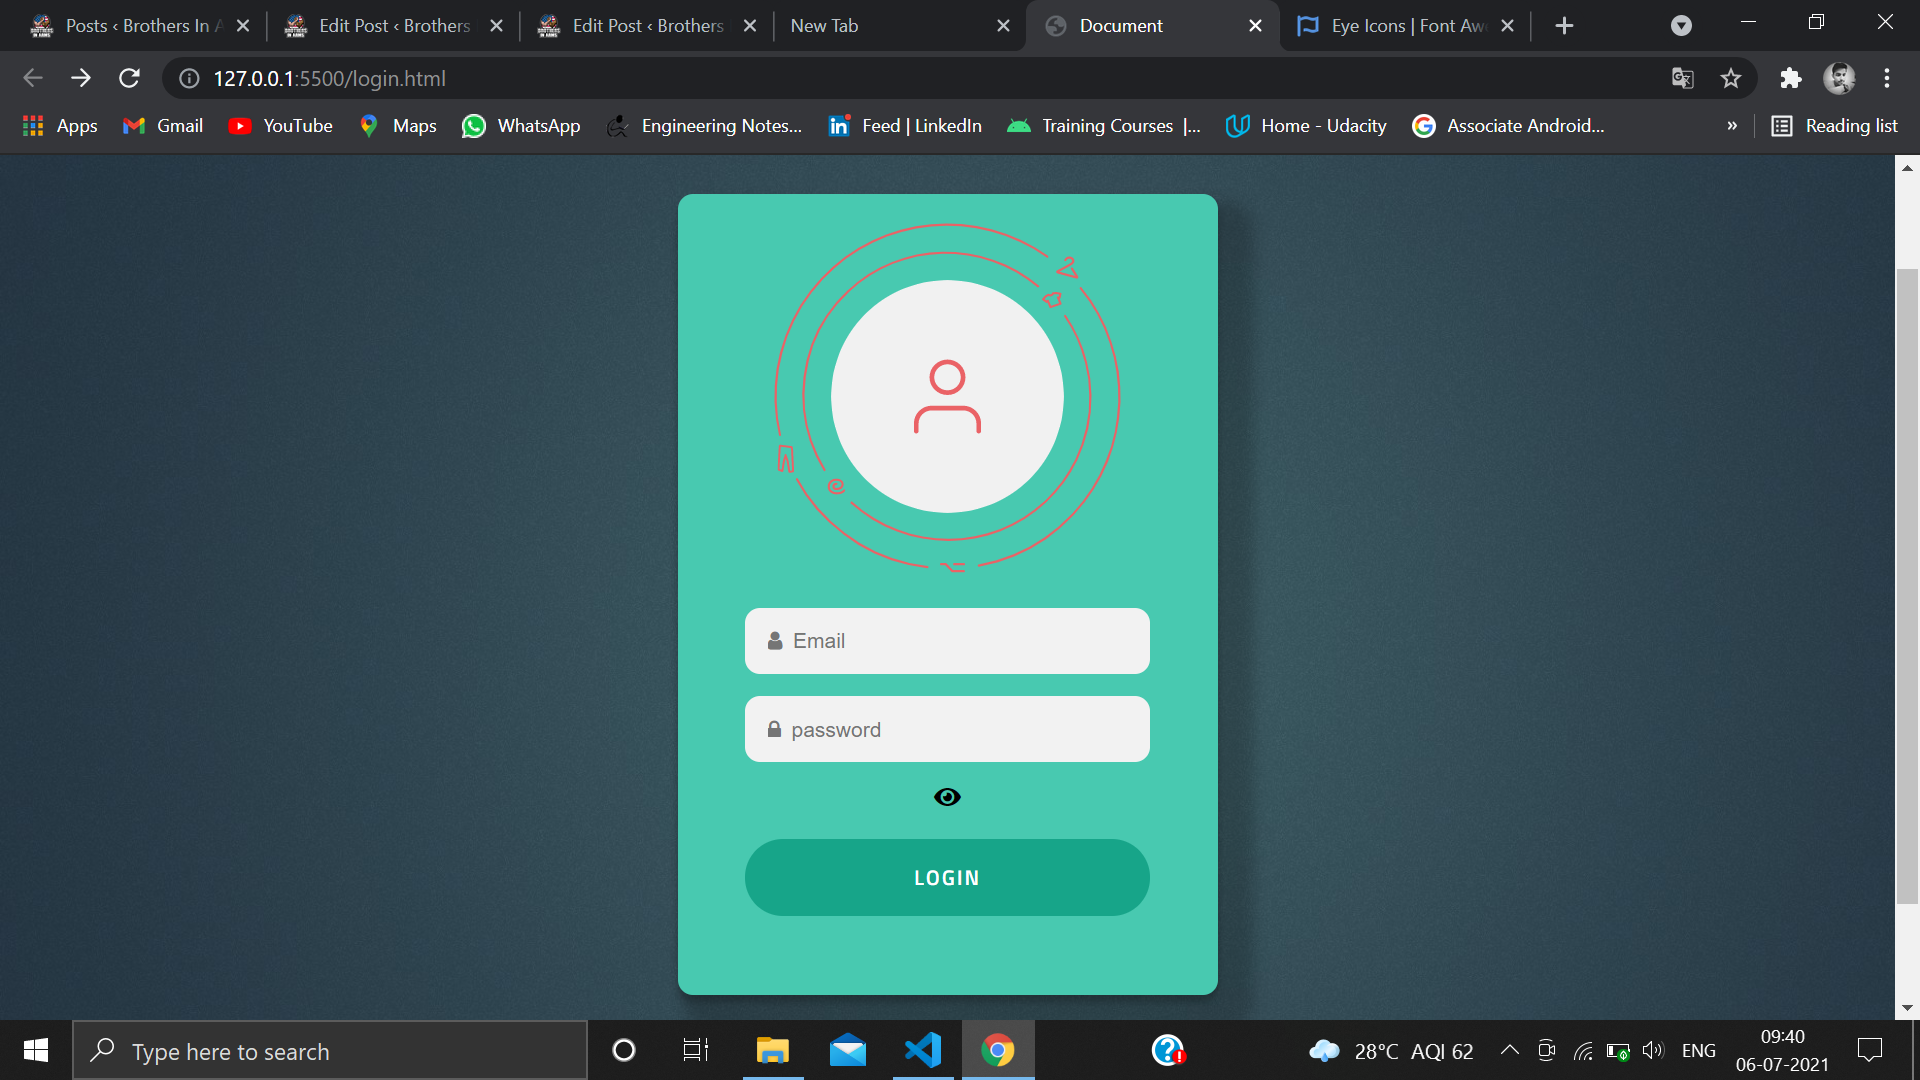 Posts ‹ Brothers In A
Edit Post ‹ Brothers
Edit Post ‹ Brothers
New Tab
Document
Eye Icons | Font Aw
127.0.0.1:5500/login.html
Apps
Gmail
YouTube
Maps
WhatsApp
Engineering Notes...
Feed | LinkedIn
Training Courses |...
Home - Udacity
Associate Android...
»
Reading list
Email
password
LOGIN
Type here to search
28°C AQI 62
ENG
09:40
06-07-2021